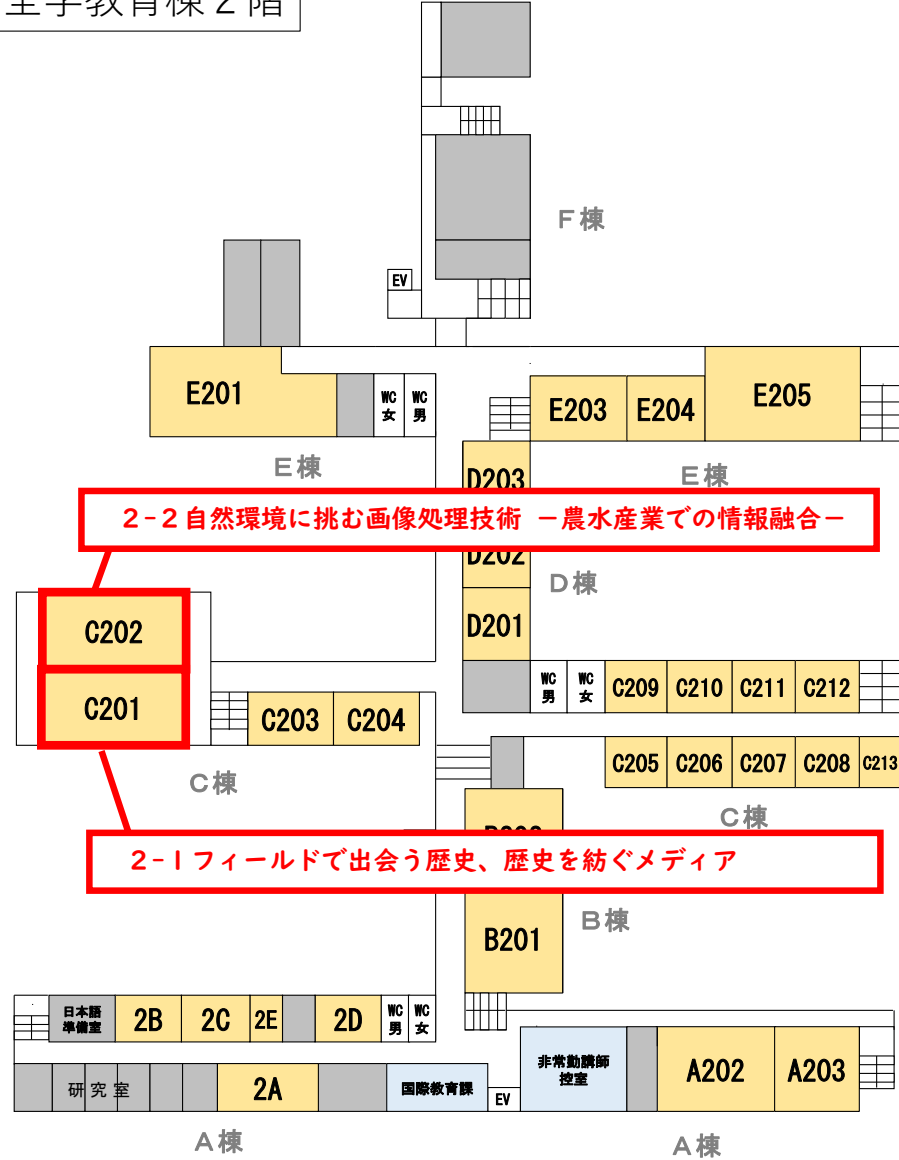 全学教育棟２階
F棟
EV
E201
WC
女
WC
男
E203
E204
E205
E棟
E棟
D203
2-2自然環境に挑む画像処理技術 －農水産業での情報融合－
D202
D棟
C202
D201
C201
WC
男
WC
女
C209
C210
C211
C212
C203
C204
C205
C206
C207
C208
C213
C棟
C棟
2-1フィールドで出会う歴史、歴史を紡ぐメディア
B棟
B201
日本語
準備室
2B
2C
2E
2D
WC
男
WC
女
研究室
2A
国際教育課
EV
非常勤講師
控室
A202
A203
A棟
A棟